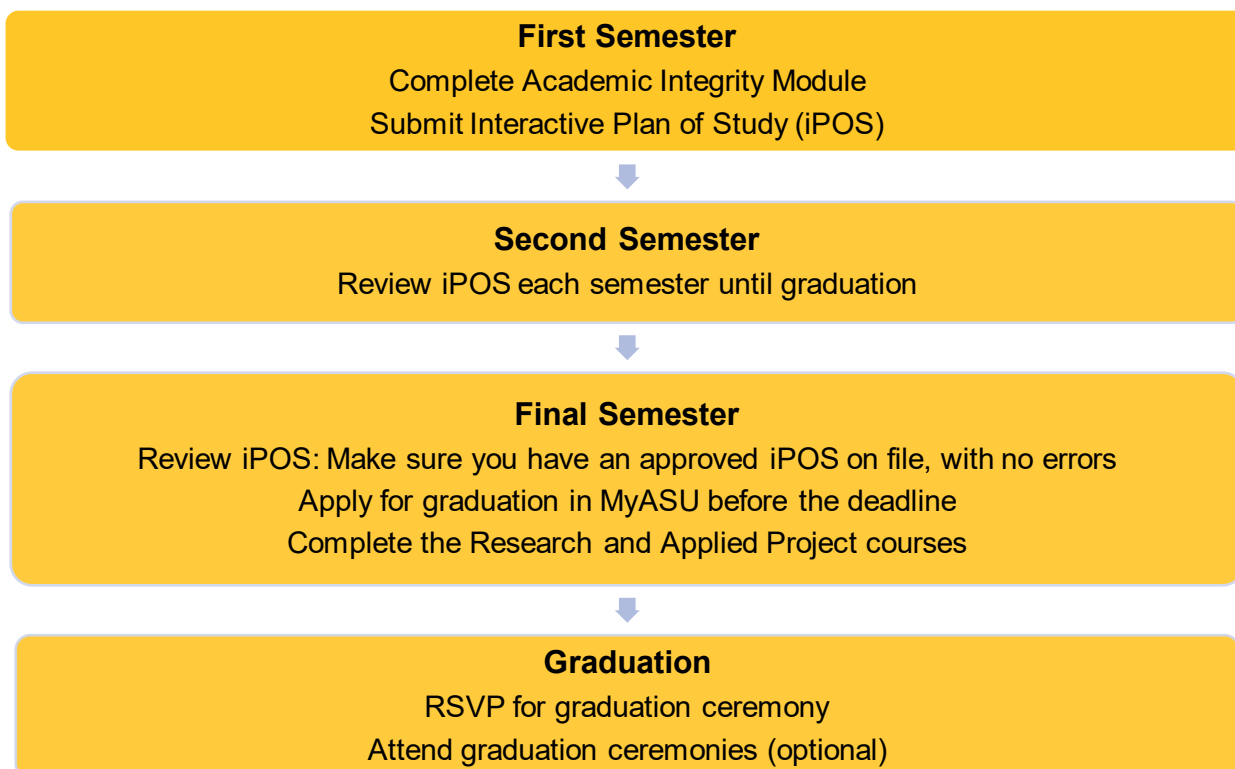 First Semester
Complete Academic Integrity Module
Submit Interactive Plan of Study (iPOS)
Second Semester
Review iPOS each semester until graduation
Final Semester
Review iPOS: Make sure you have an approved iPOS on file, with no errors
Apply for graduation in MyASU before the deadline
Complete the Research and Applied Project courses
Graduation
RSVP for graduation ceremony
Attend graduation ceremonies (optional)